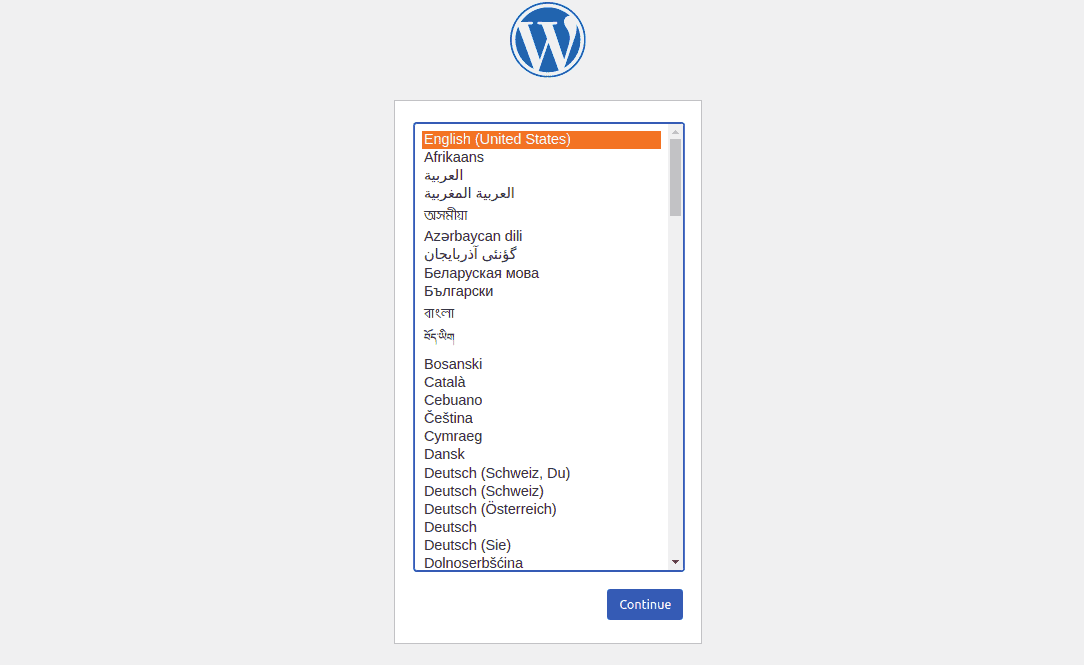 English (United States)
Afrikaans
العربية
العربية المغربية
অসমীয়া
Azərbaycan dili
گؤنئی آذربایجان
Беларуская мова
Български
বাংলা
བོད་ཡིག
Bosanski
Català
Cebuano
Čeština
Cymraeg
Dansk
Deutsch (Schweiz, Du)
Deutsch (Schweiz)
Deutsch (Österreich)
Deutsch
Deutsch (Sie)
Dolnoserbšćina
Continue